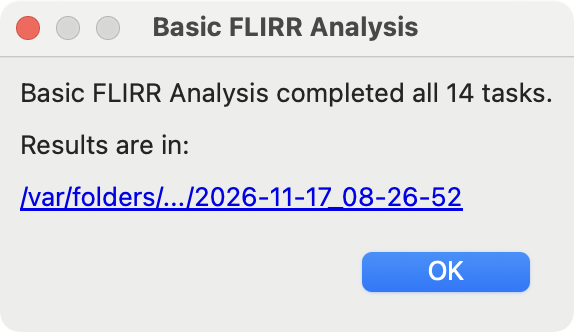 Basic FLIRR Analysis
Basic FLIRR Analysis completed all 14 tasks.
Results are in:
/var/folders/.../2026-11-17_08-26-52
OK